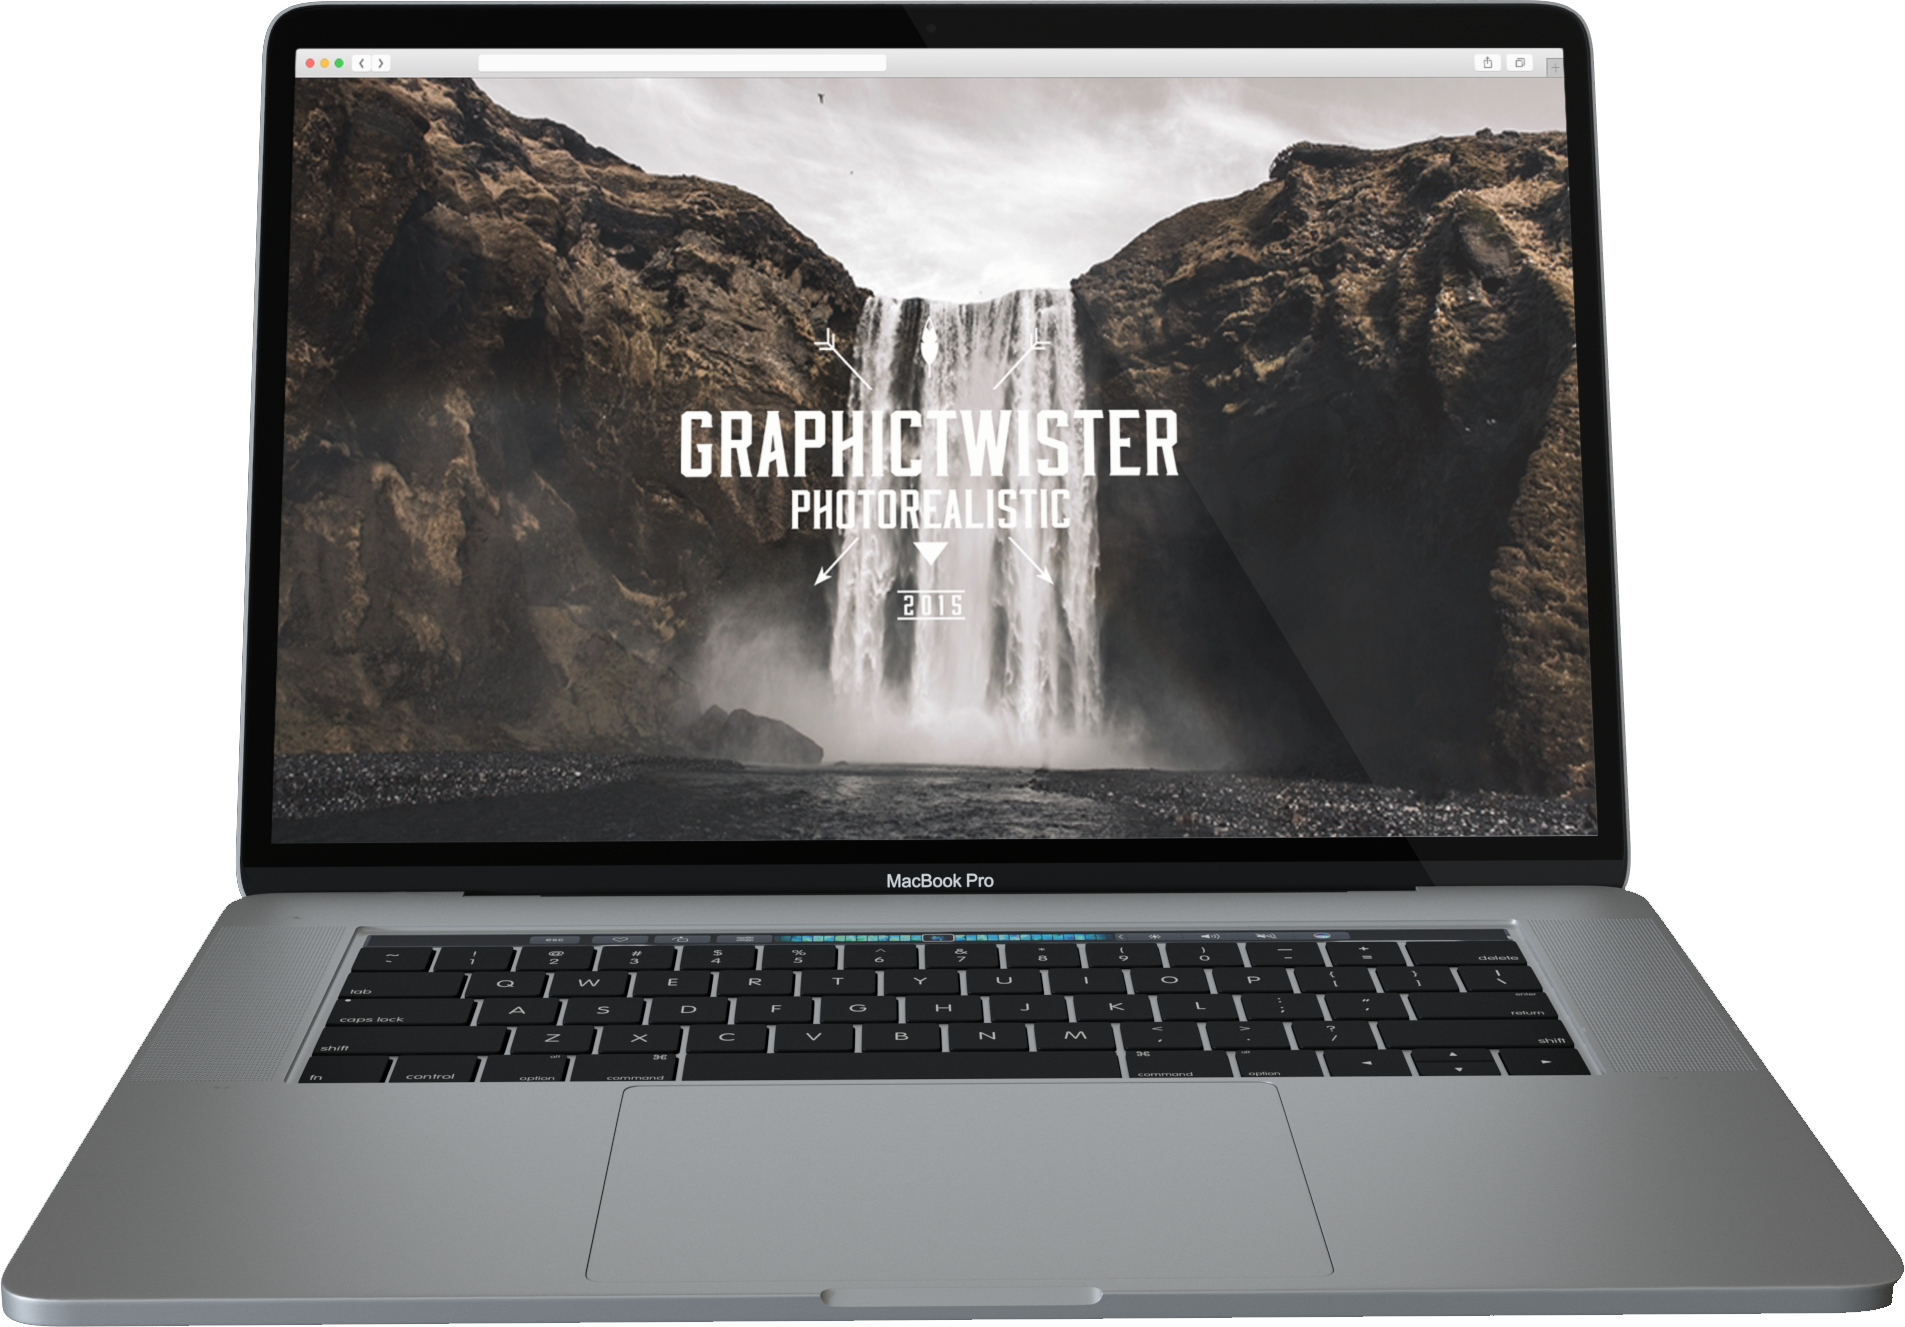 GRAPHICTWISTER
PHOTOREALISTIC
2015
MacBook Pro
esc
~ ! @ # $ % ^ & * ( ) — +
` 1 2 3 4 5 6 7 8 9 0 - = delete
tab Q W E R T Y U I O P { [ } ] | \
caps lock A S D F G H J K L : ; " ' enter return
shift Z X C V B N M < , > . ? / shift
fn control alt option ⌘ command ⌘ command alt option